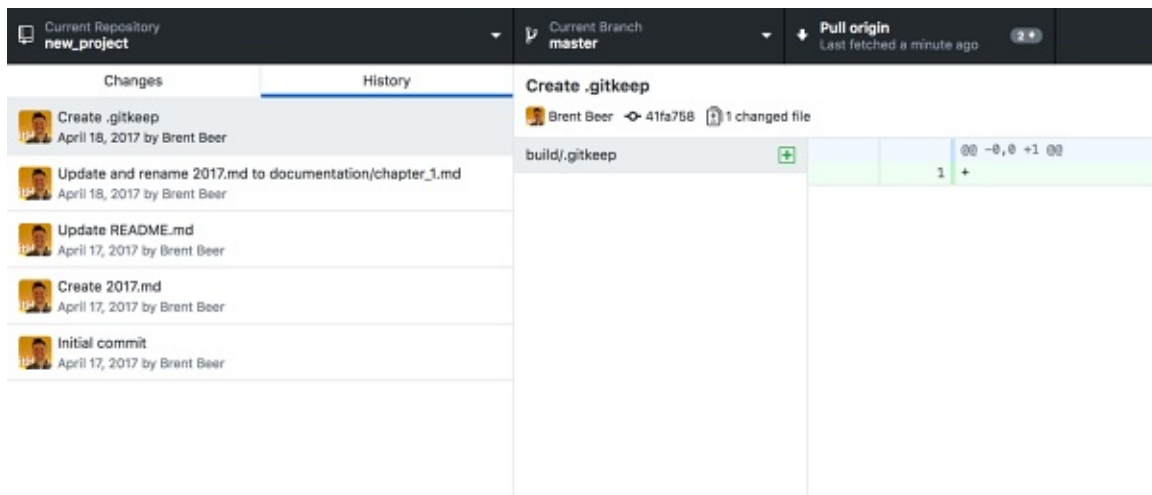 Current Repository
new_project
Current Branch
master
Pull origin
Last fetched a minute ago
2
Changes
History
Create .gitkeep
April 18, 2017 by Brent Beer
Update and rename 2017.md to documentation/chapter_1.md
April 18, 2017 by Brent Beer
Update README.md
April 17, 2017 by Brent Beer
Create 2017.md
April 17, 2017 by Brent Beer
Initial commit
April 17, 2017 by Brent Beer
Create .gitkeep
Brent Beer 41fa758 1 changed file
build/.gitkeep
@@ -0,0 +1 @@
1 +